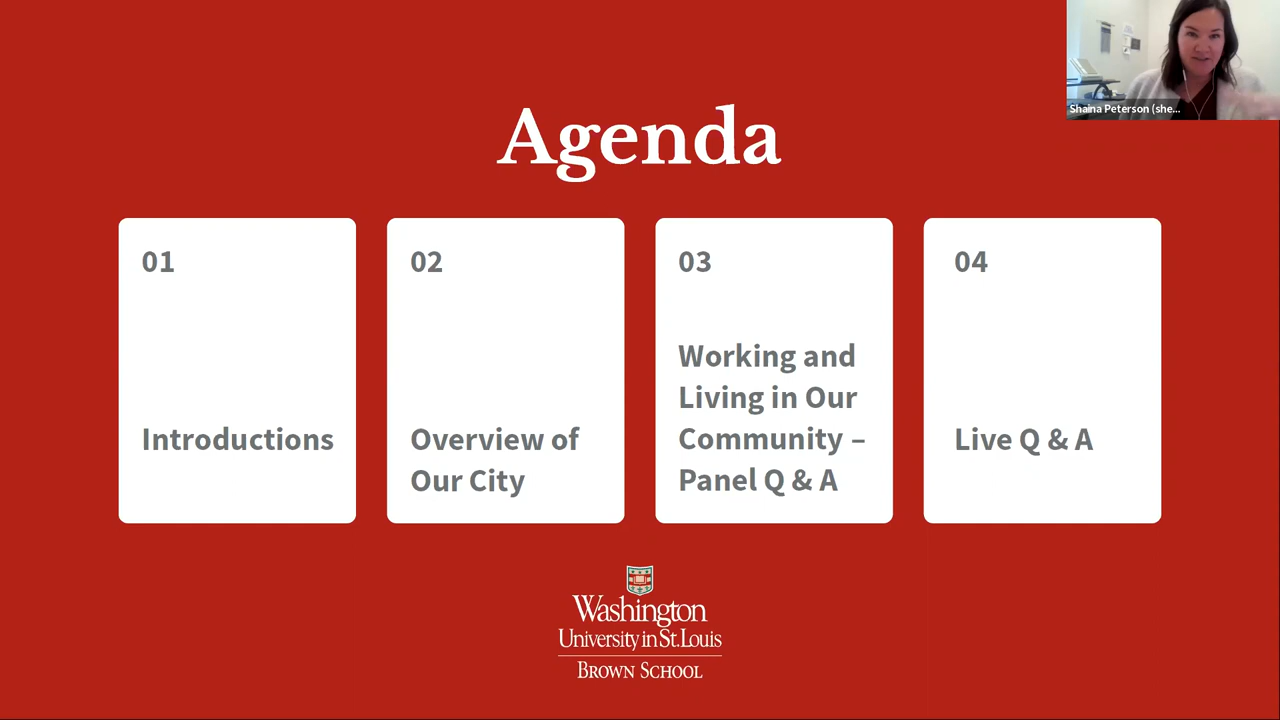 Shaina Peterson (she...
Agenda
01
Introductions
02
Overview of
Our City
03
Working and
Living in Our
Community –
Panel Q & A
04
Live Q & A
Washington
University in St. Louis
BROWN SCHOOL